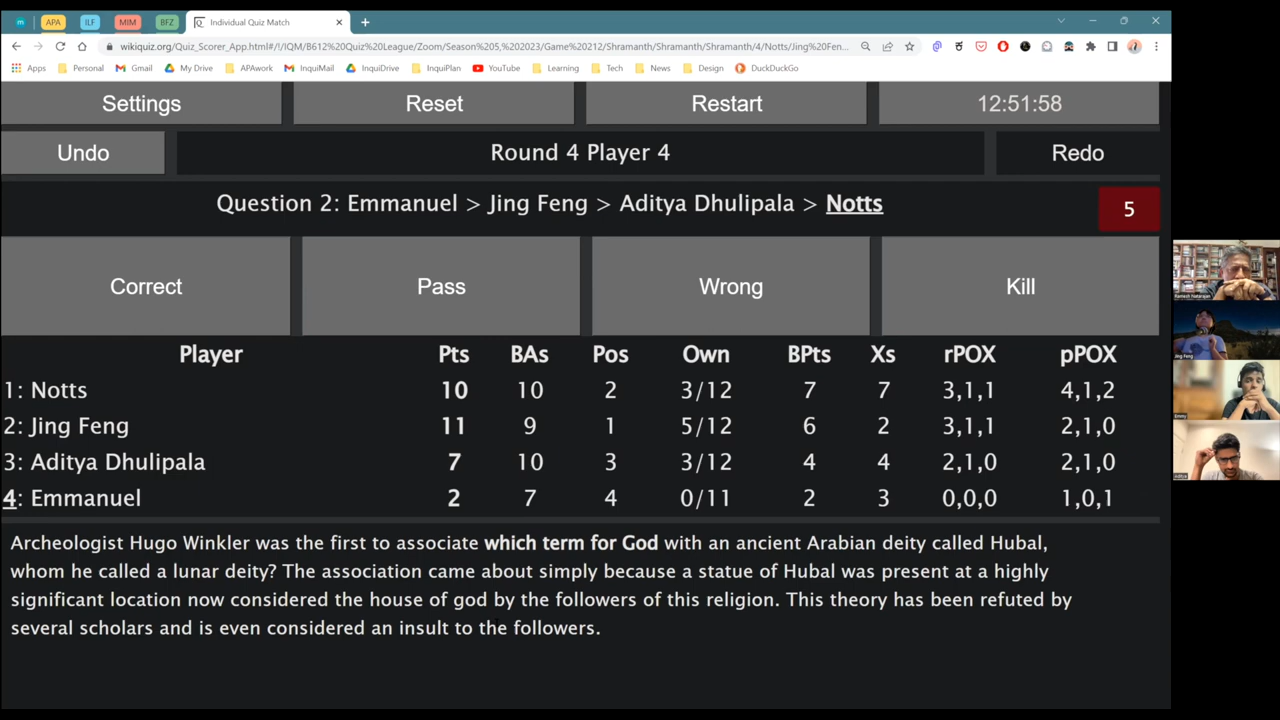 APA ILF MIM BFZ Individual Quiz Match
wikiquiz.org/Quiz_Scorer_App.html#/!/IQM/B612%20Quiz%20League/Zoom/Season%205,%202023/Game%20212/Shramanth/Shramanth/Shramanth/4/Notts/Jing%20Fen...
Apps Personal Gmail My Drive APAwork InquiMail InquiDrive InquiPlan YouTube Learning Tech News Design DuckDuckGo
Settings Reset Restart 12:51:58
Undo Round 4 Player 4 Redo
Question 2: Emmanuel > Jing Feng > Aditya Dhulipala > Notts 5
Correct Pass Wrong Kill
Player Pts BAs Pos Own BPts Xs rPOX pPOX
1: Notts 10 10 2 3/12 7 7 3,1,1 4,1,2
2: Jing Feng 11 9 1 5/12 6 2 3,1,1 2,1,0
3: Aditya Dhulipala 7 10 3 3/12 4 4 2,1,0 2,1,0
4: Emmanuel 2 7 4 0/11 2 3 0,0,0 1,0,1
Archeologist Hugo Winkler was the first to associate which term for God with an ancient Arabian deity called Hubal,
whom he called a lunar deity? The association came about simply because a statue of Hubal was present at a highly
significant location now considered the house of god by the followers of this religion. This theory has been refuted by
several scholars and is even considered an insult to the followers.
Ramesh Natarajan
Jing Feng